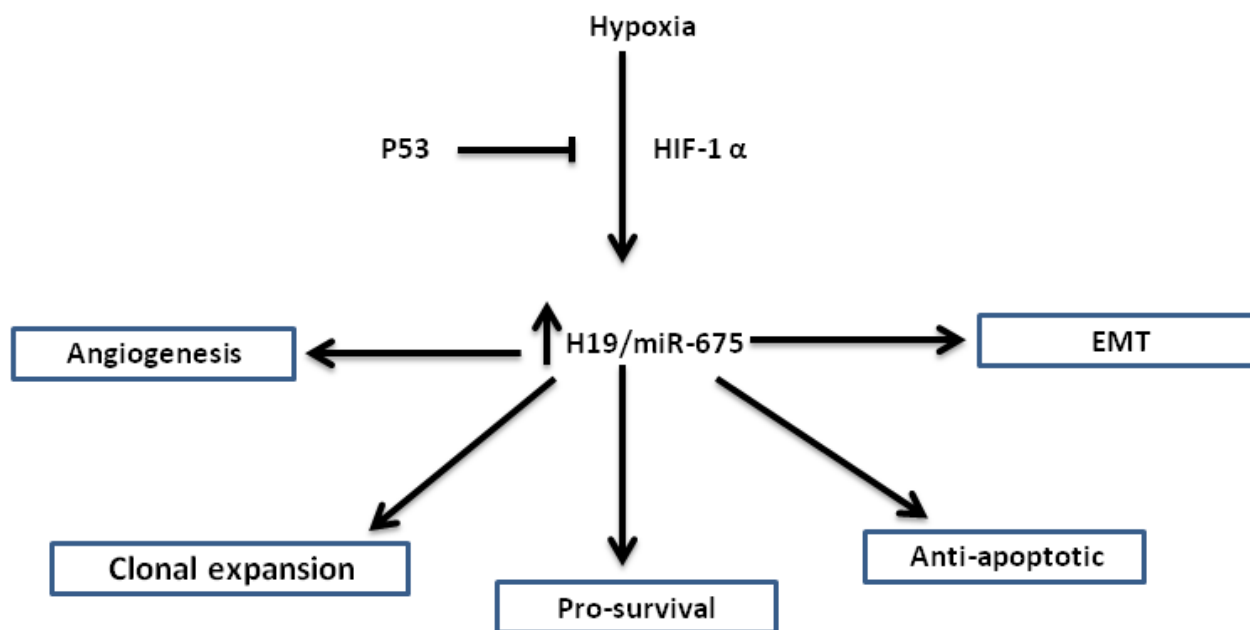 Hypoxia
P53
HIF-1 α
Angiogenesis
H19/miR-675
EMT
Clonal expansion
Pro-survival
Anti-apoptotic